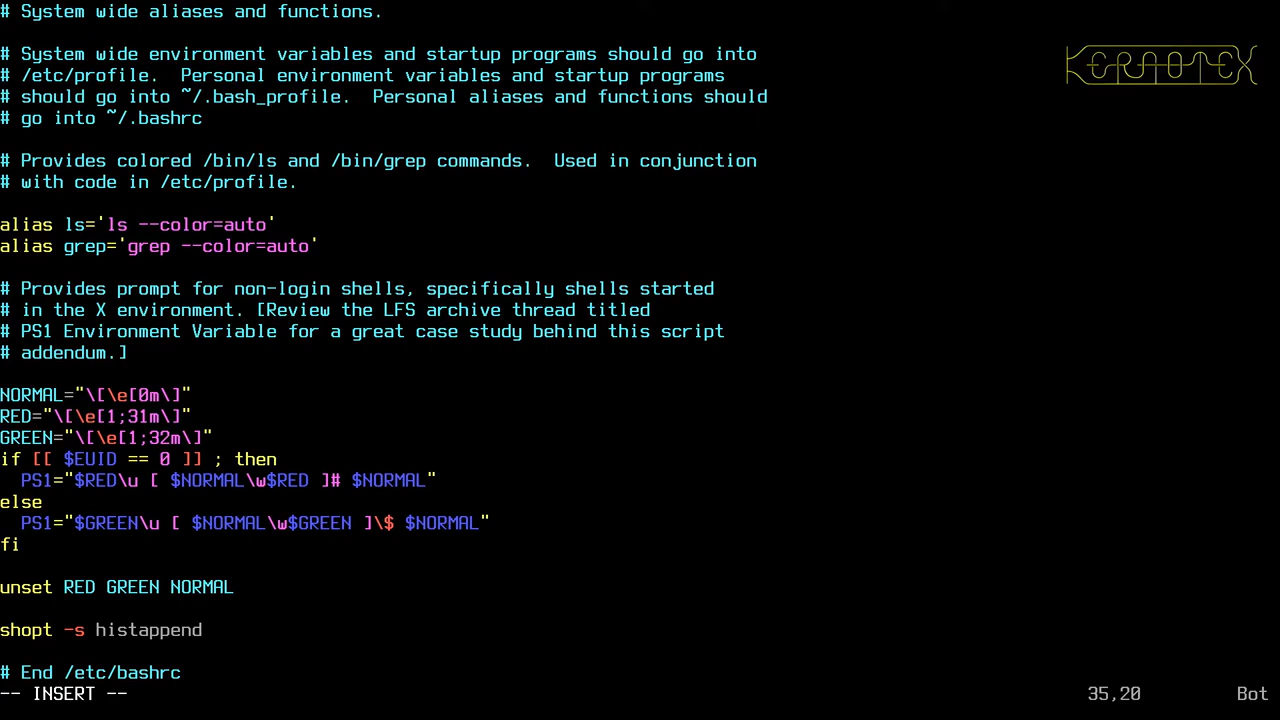 # System wide aliases and functions.
KERNOTEX
# System wide environment variables and startup programs should go into
# /etc/profile.  Personal environment variables and startup programs
# should go into ~/.bash_profile.  Personal aliases and functions should
# go into ~/.bashrc
# Provides colored /bin/ls and /bin/grep commands.  Used in conjunction
# with code in /etc/profile.
alias ls='ls --color=auto'
alias grep='grep --color=auto'
# Provides prompt for non-login shells, specifically shells started
# in the X environment. [Review the LFS archive thread titled
# PS1 Environment Variable for a great case study behind this script
# addendum.]
NORMAL="\[\e[0m\]"
RED="\[\e[1;31m\]"
GREEN="\[\e[1;32m\]"
if [[ $EUID == 0 ]] ; then
  PS1="$RED\u [ $NORMAL\w$RED ]# $NORMAL"
else
  PS1="$GREEN\u [ $NORMAL\w$GREEN ]\$ $NORMAL"
fi
unset RED GREEN NORMAL
shopt -s histappend
# End /etc/bashrc
-- INSERT -- 35,20 Bot